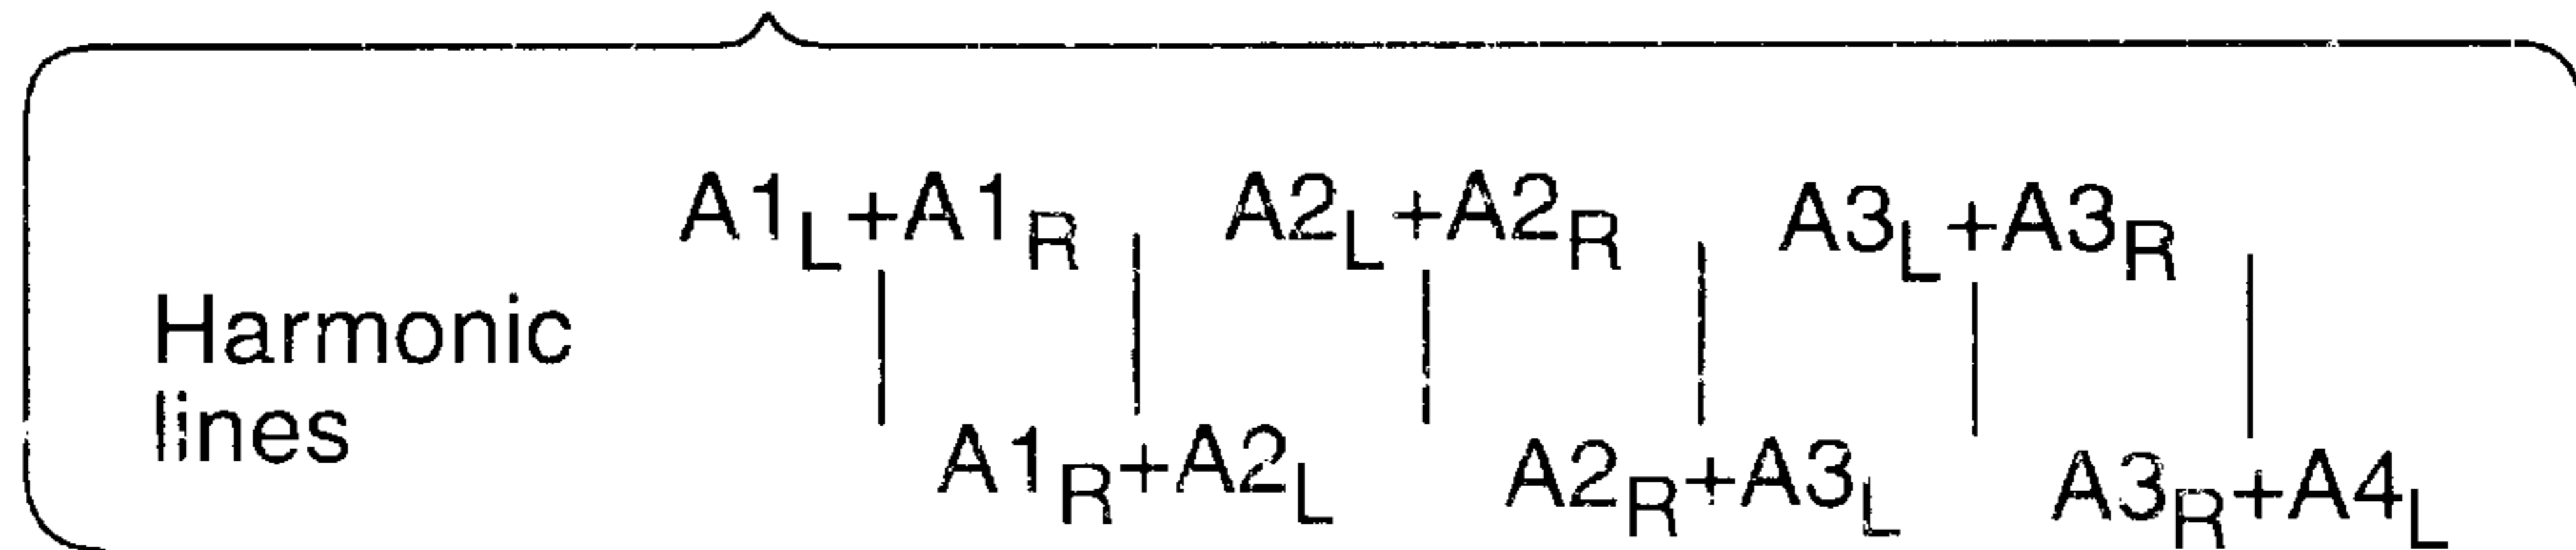 A1L+A1R A2L+A2R A3L+A3R
Harmonic
lines
A1R+A2L A2R+A3L A3R+A4L